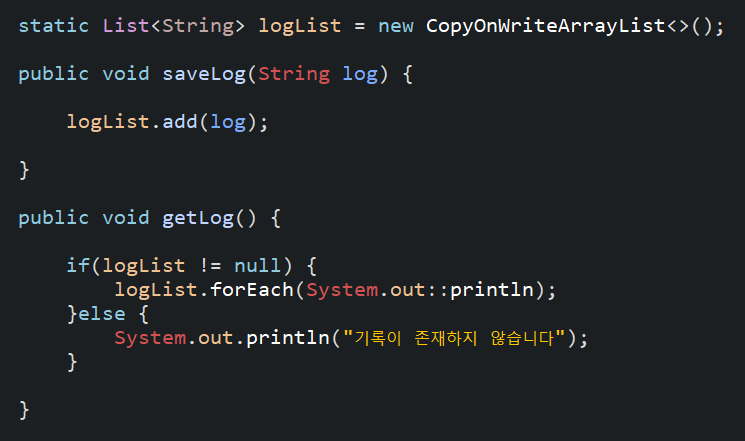 static List<String> logList = new CopyOnWriteArrayList<>();
public void saveLog(String log) {
logList.add(log);
}
public void getLog() {
if(logList != null) {
logList.forEach(System.out::println);
}else {
System.out.println("기록이 존재하지 않습니다");
}
}